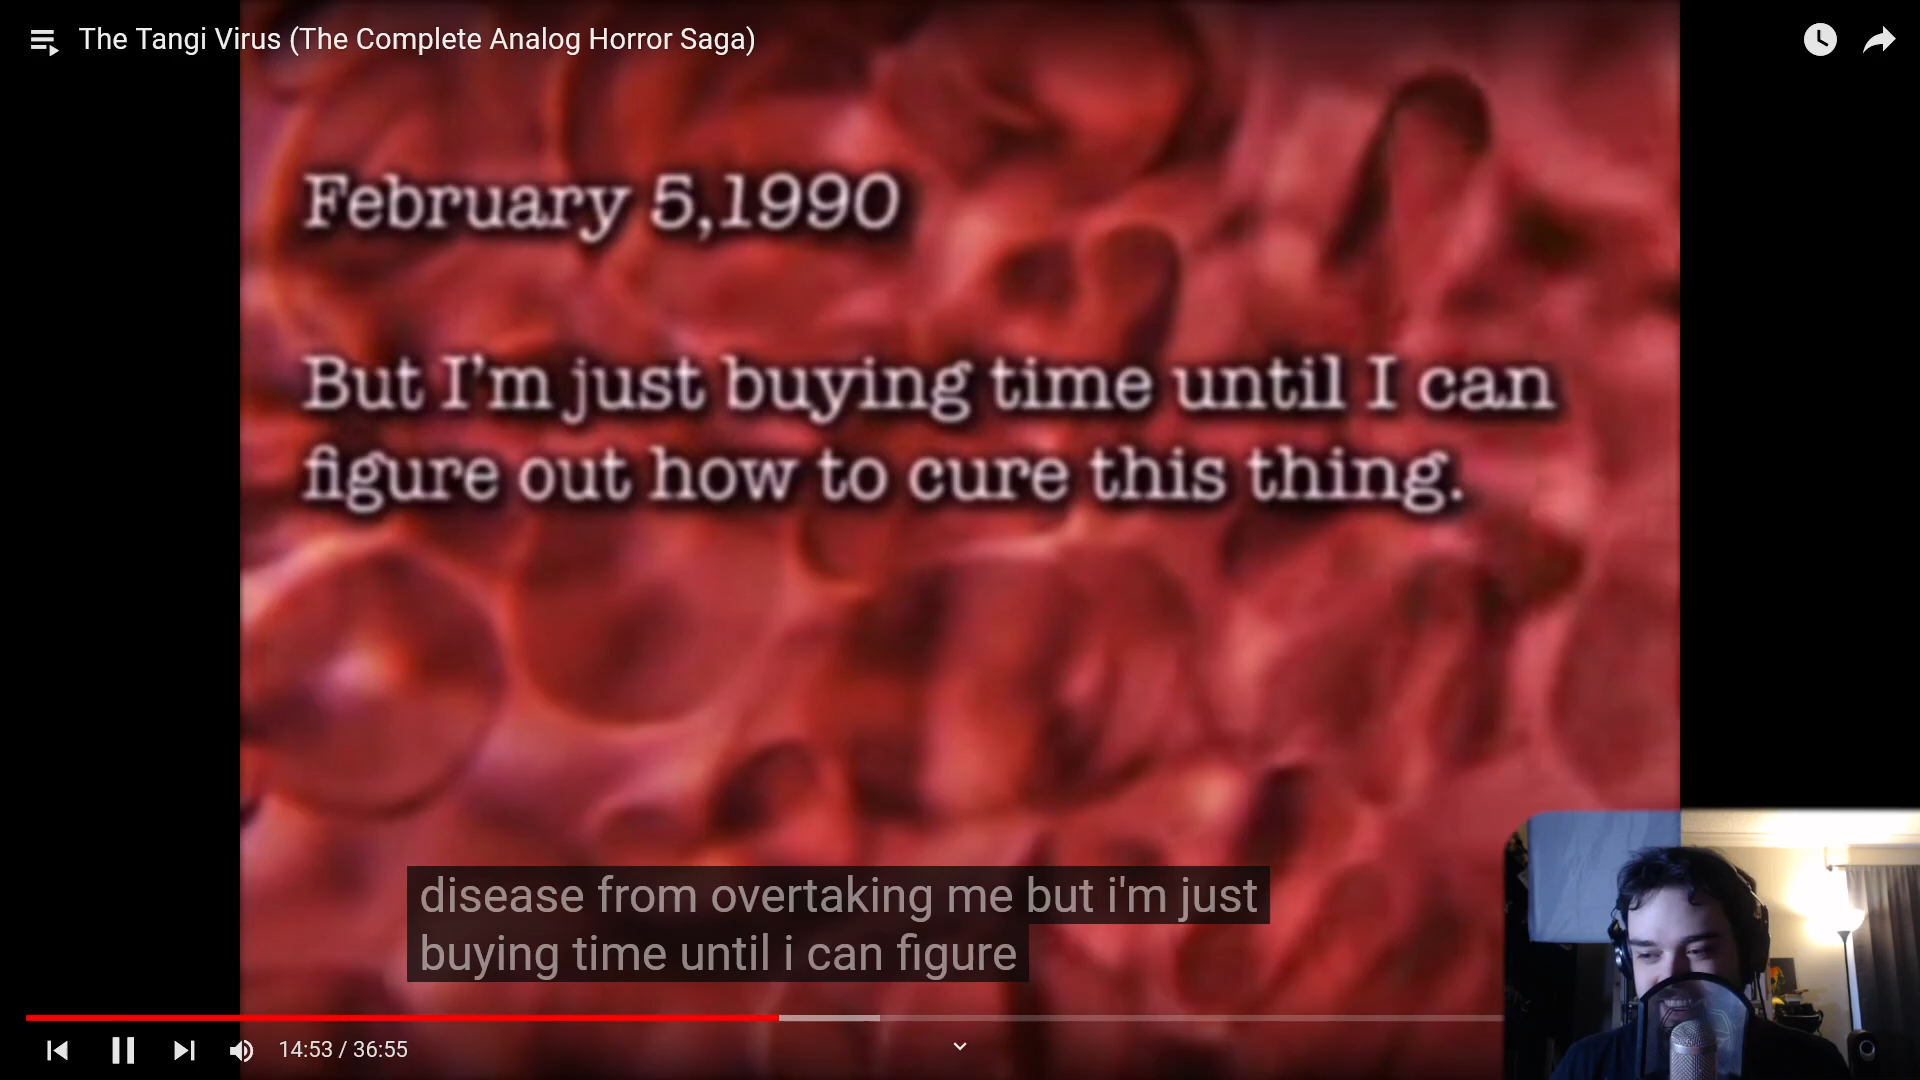 The Tangi Virus (The Complete Analog Horror Saga)
February 5,1990
But I'm just buying time until I can
figure out how to cure this thing.
disease from overtaking me but i'm just
buying time until i can figure
14:53 / 36:55